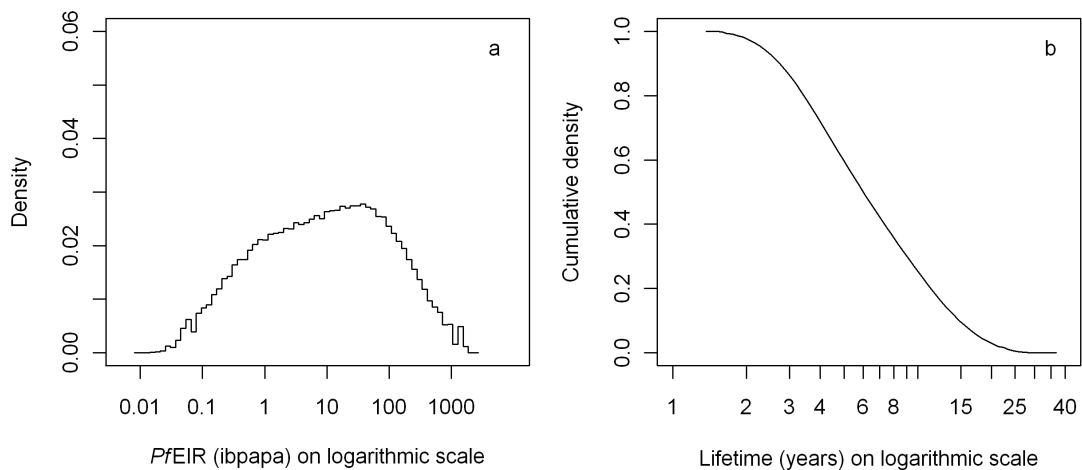 a
Density
0.00 0.02 0.04 0.06
0.01 0.1 1 10 100 1000
PfEIR (ibpapa) on logarithmic scale
b
Cumulative density
0.0 0.2 0.4 0.6 0.8 1.0
1 2 3 4 6 8 15 25 40
Lifetime (years) on logarithmic scale